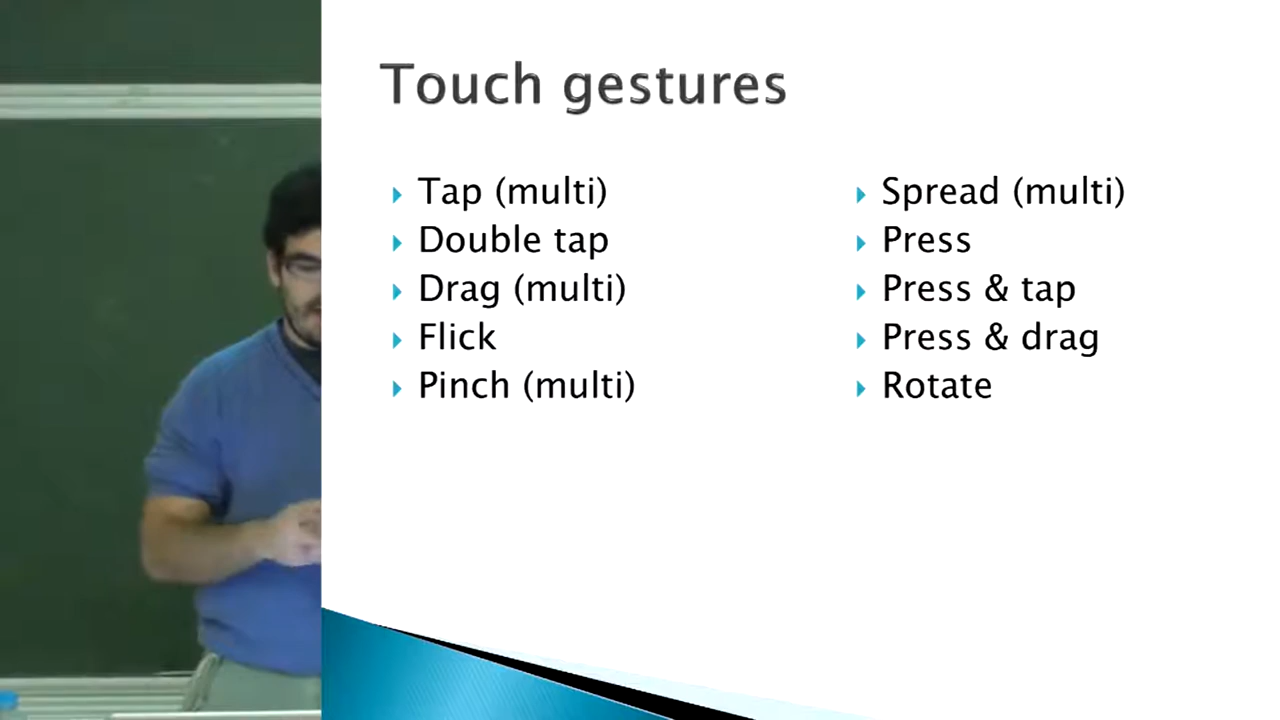 Touch gestures
Tap (multi)
Double tap
Drag (multi)
Flick
Pinch (multi)
Spread (multi)
Press
Press & tap
Press & drag
Rotate